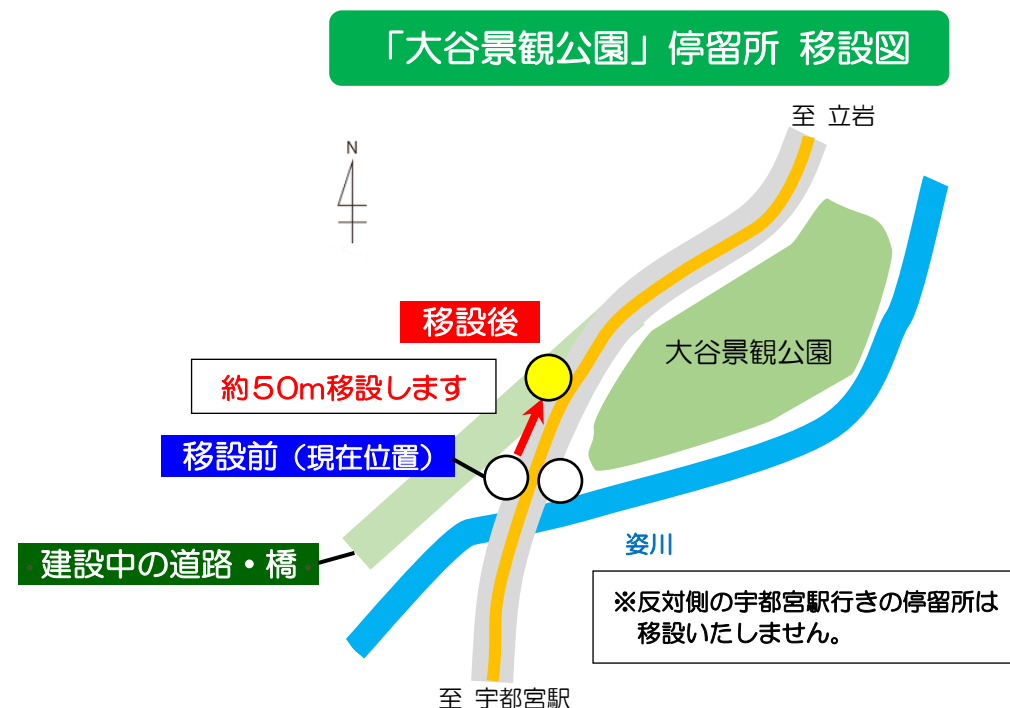 「大谷景観公園」停留所 移設図
至 立岩
N
移設後
大谷景観公園
約50m移設します
移設前（現在位置）
姿川
建設中の道路・橋
※反対側の宇都宮駅行きの停留所は
移設いたしません。
至 宇都宮駅